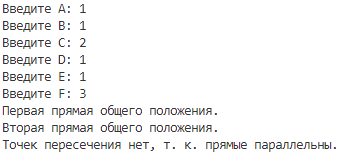 Введите A: 1
Введите B: 1
Введите C: 2
Введите D: 1
Введите E: 1
Введите F: 3
Первая прямая общего положения.
Вторая прямая общего положения.
Точек пересечения нет, т. к. прямые параллельны.